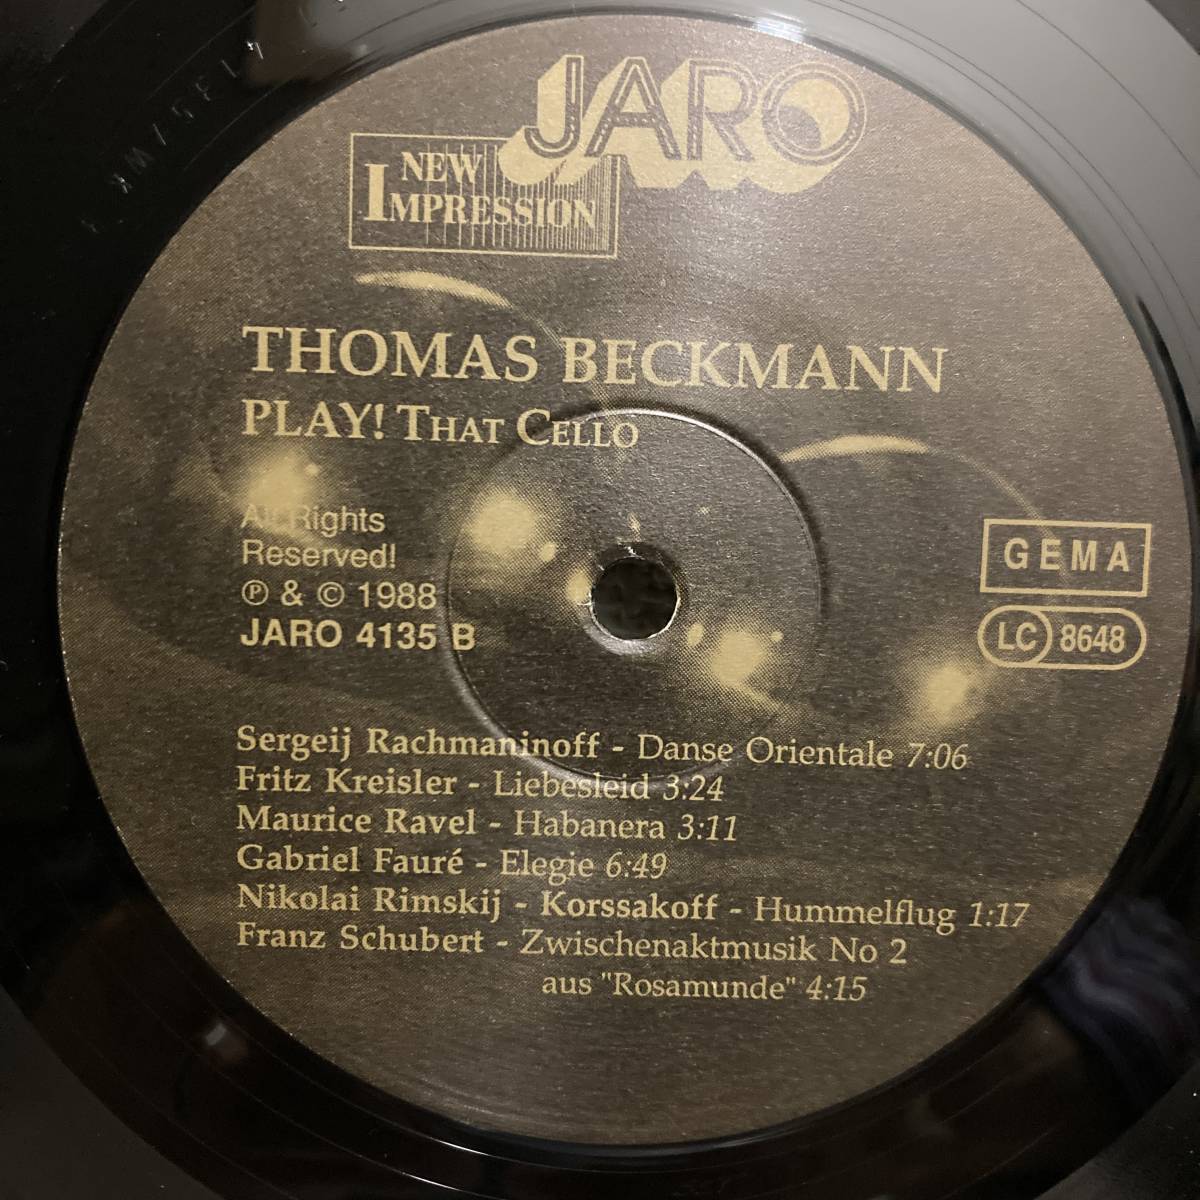 JARO
NEW
IMPRESSION
THOMAS BECKMANN
PLAY! THAT CELLO
All Rights
Reserved!
℗ & © 1988
JARO 4135 B
GEMA
LC 8648
Sergeij Rachmaninoff - Danse Orientale 7:06
Fritz Kreisler - Liebesleid 3:24
Maurice Ravel - Habanera 3:11
Gabriel Fauré - Elegie 6:49
Nikolai Rimskij - Korssakoff - Hummelflug 1:17
Franz Schubert - Zwischenaktmusik No 2
aus "Rosamunde" 4:15